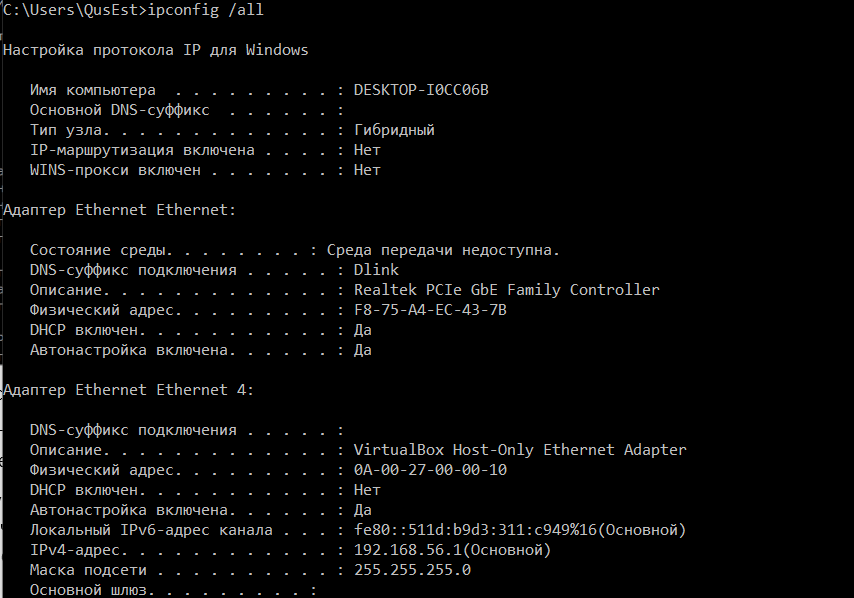 C:\Users\QusEst>ipconfig /all
Настройка протокола IP для Windows
Имя компьютера . . . . . . . . . : DESKTOP-I0CC06B
Основной DNS-суффикс . . . . . . :
Тип узла. . . . . . . . . . . . . : Гибридный
IP-маршрутизация включена . . . . : Нет
WINS-прокси включен . . . . . . . : Нет
Адаптер Ethernet Ethernet:
Состояние среды. . . . . . . . : Среда передачи недоступна.
DNS-суффикс подключения . . . . . : Dlink
Описание. . . . . . . . . . . . . : Realtek PCIe GbE Family Controller
Физический адрес. . . . . . . . . : F8-75-A4-EC-43-7B
DHCP включен. . . . . . . . . . . : Да
Автонастройка включена. . . . . . : Да
Адаптер Ethernet Ethernet 4:
DNS-суффикс подключения . . . . . :
Описание. . . . . . . . . . . . . : VirtualBox Host-Only Ethernet Adapter
Физический адрес. . . . . . . . . : 0A-00-27-00-00-10
DHCP включен. . . . . . . . . . . : Нет
Автонастройка включена. . . . . . : Да
Локальный IPv6-адрес канала . . . : fe80::511d:b9d3:311:c949%16(Основной)
IPv4-адрес. . . . . . . . . . . . : 192.168.56.1(Основной)
Маска подсети . . . . . . . . . . : 255.255.255.0
Основной шлюз. . . . . . . . . :